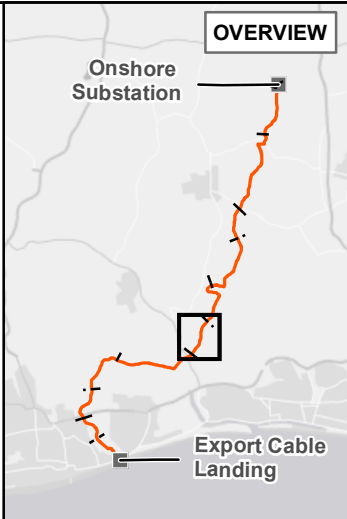 OVERVIEW
Onshore
Substation
Export Cable
Landing